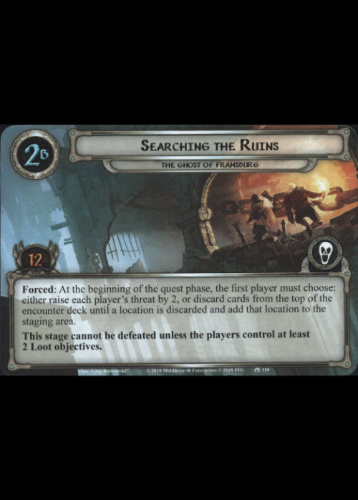 2B
SEARCHING THE RUINS
THE GHOST OF FRAMSBURG
12
Forced: At the beginning of the quest phase, the first player must choose:
either raise each player's threat by 2, or discard cards from the top of the
encounter deck until a location is discarded and add that location to the
staging area.
This stage cannot be defeated unless the players control at least
2 Loot objectives.